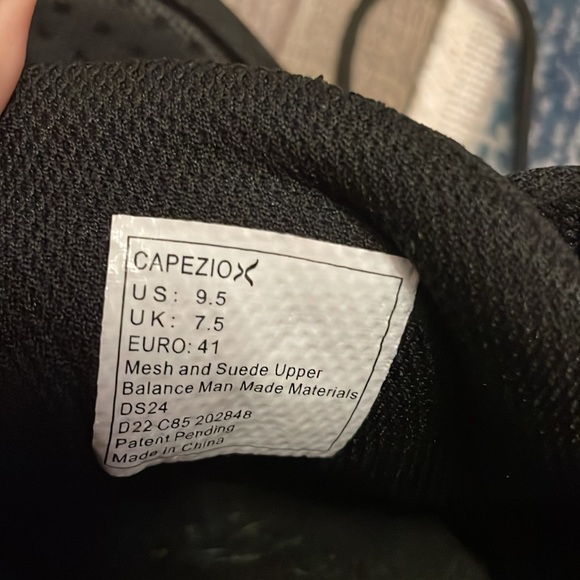 CAPEZIO
US: 9.5
UK: 7.5
EURO: 41
Mesh and Suede Upper
Balance Man Made Materials
DS24
D22 C85 202848
Patent Pending
Made in China